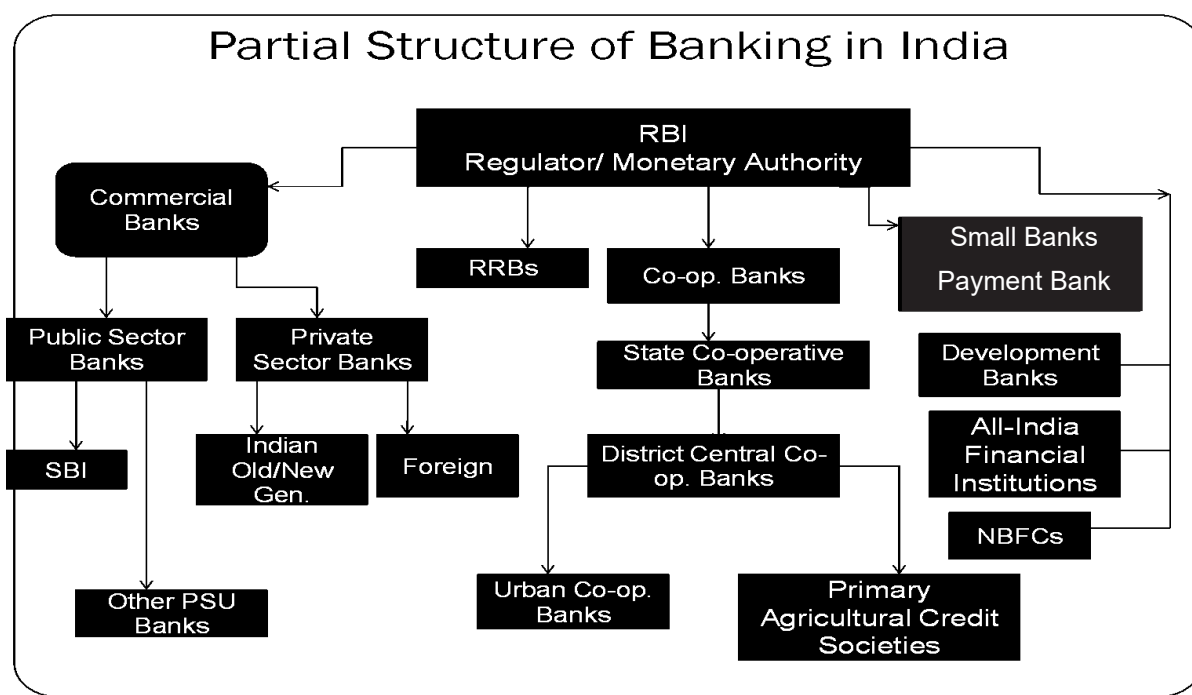 Partial Structure of Banking in India
RBI
Regulator/ Monetary Authority
Commercial
Banks
RRBs
Co-op. Banks
Small Banks
Payment Bank
Public Sector
Banks
Private
Sector Banks
State Co-operative
Banks
Development
Banks
SBI
Indian
Old/New
Gen.
Foreign
District Central Co-
op. Banks
All-India
Financial
Institutions
NBFCs
Other PSU
Banks
Urban Co-op.
Banks
Primary
Agricultural Credit
Societies